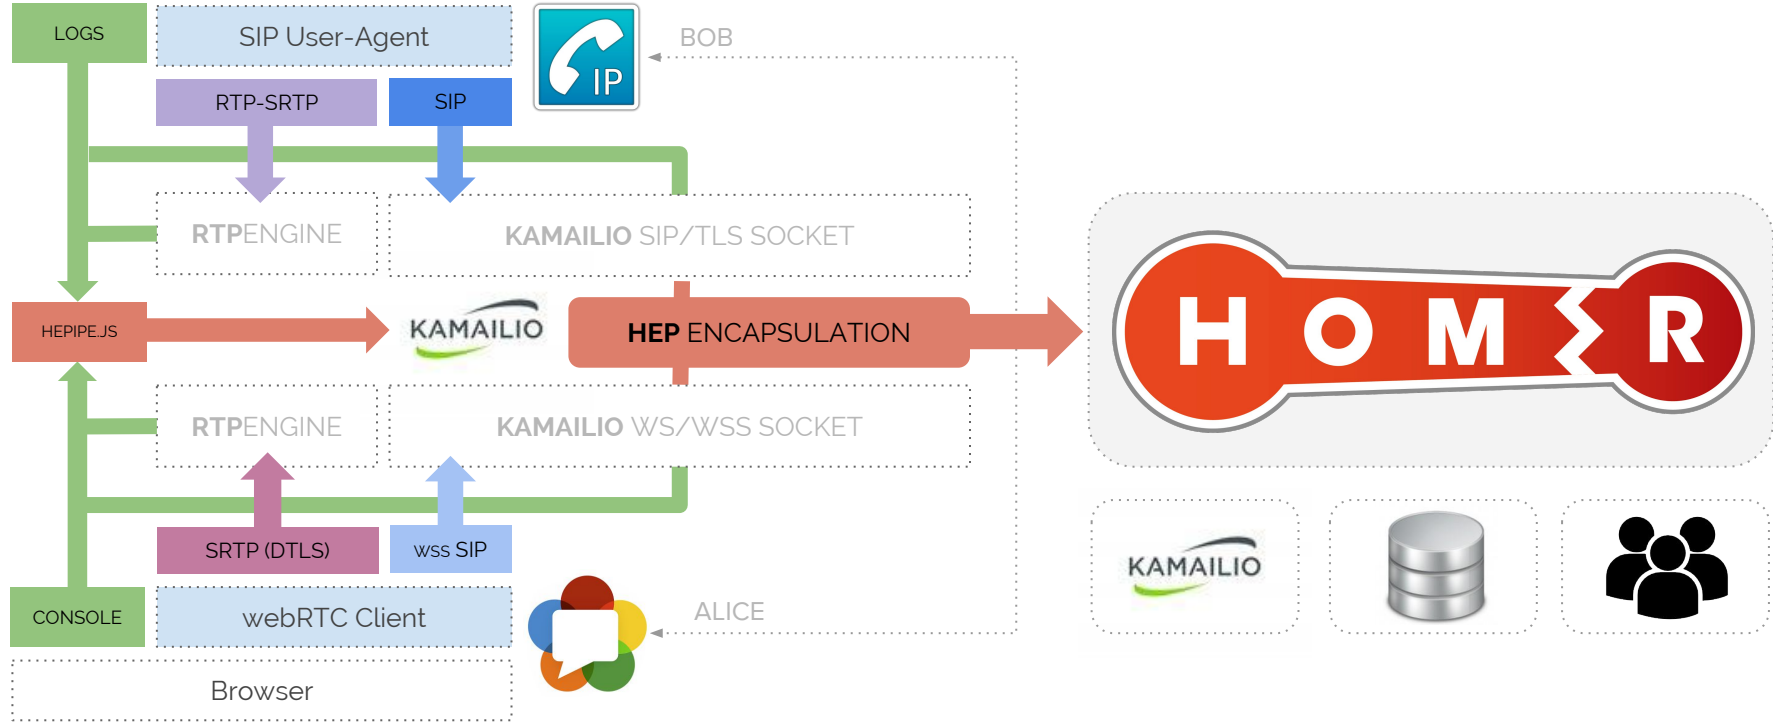 LOGS
SIP User-Agent
IP
BOB
RTP-SRTP
SIP
RTPENGINE
KAMAILIO SIP/TLS SOCKET
HEPIPE.JS
KAMAILIO
HEP ENCAPSULATION
HOMER
RTPENGINE
KAMAILIO WS/WSS SOCKET
SRTP (DTLS)
wss SIP
KAMAILIO
CONSOLE
webRTC Client
ALICE
Browser